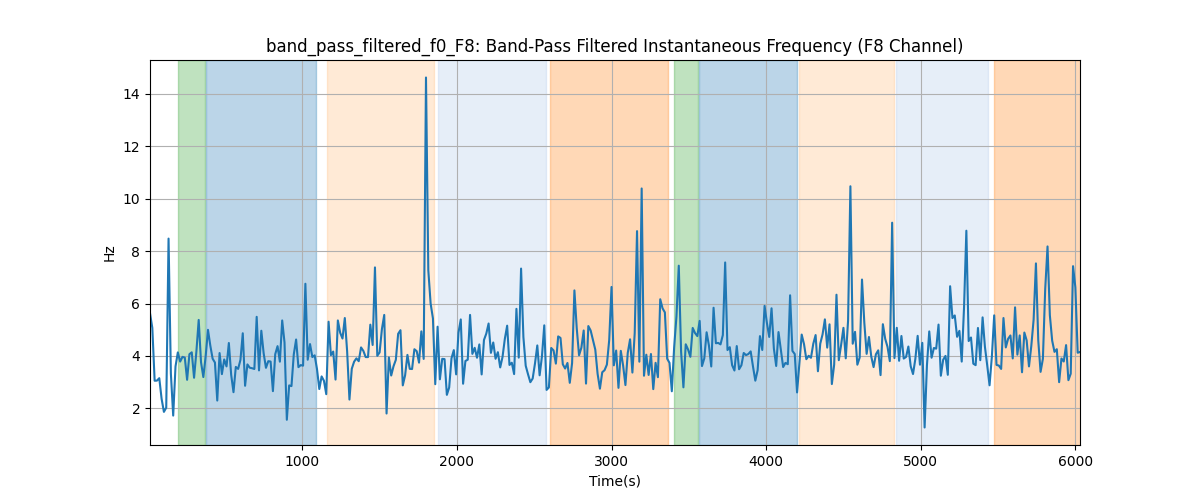 band_pass_filtered_f0_F8: Band-Pass Filtered Instantaneous Frequency (F8 Channel)
14
12
10
8
6
4
2
Hz
1000 2000 3000 4000 5000 6000
Time(s)